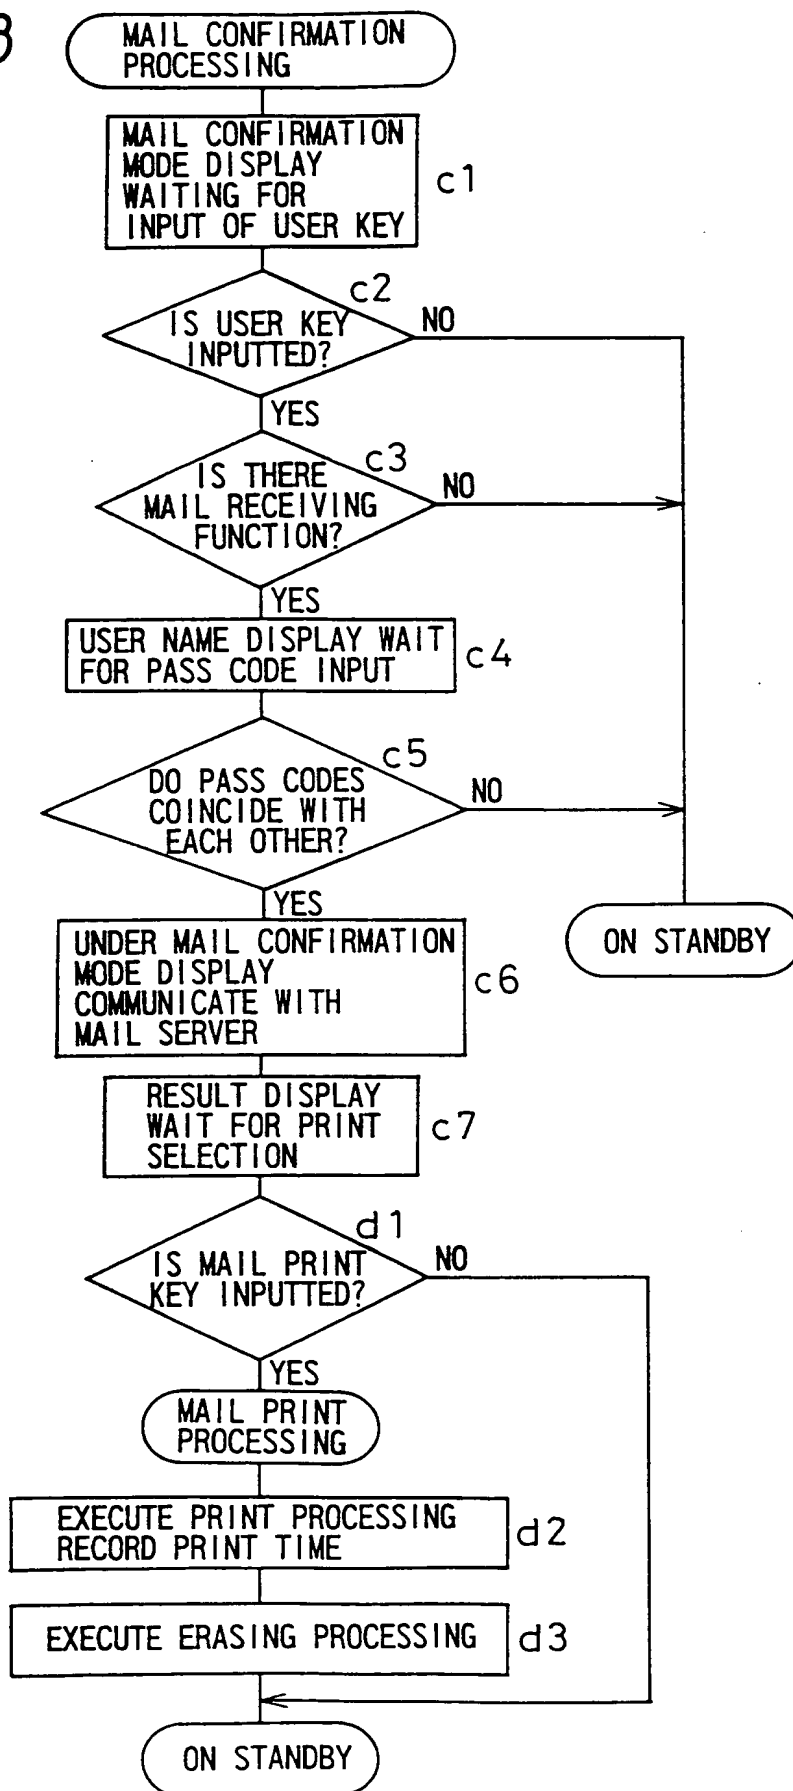 MAIL CONFIRMATION
PROCESSING
MAIL CONFIRMATION
MODE DISPLAY
WAITING FOR
INPUT OF USER KEY
c1
c2
IS USER KEY
INPUTTED?
NO
YES
c3
IS THERE
MAIL RECEIVING
FUNCTION?
NO
YES
USER NAME DISPLAY WAIT
FOR PASS CODE INPUT
c4
c5
DO PASS CODES
COINCIDE WITH
EACH OTHER?
NO
YES
ON STANDBY
UNDER MAIL CONFIRMATION
MODE DISPLAY
COMMUNICATE WITH
MAIL SERVER
c6
RESULT DISPLAY
WAIT FOR PRINT
SELECTION
c7
d1
IS MAIL PRINT
KEY INPUTTED?
NO
YES
MAIL PRINT
PROCESSING
EXECUTE PRINT PROCESSING
RECORD PRINT TIME
d2
EXECUTE ERASING PROCESSING
d3
ON STANDBY